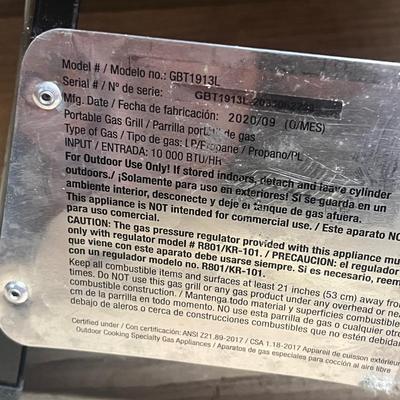 Model # / Modelo no.: GBT1913L
Serial # / Nº de serie:
GBT1913L
Mfg. Date / Fecha de fabricación: 2020/09 (O/MES)
Portable Gas Grill / Parrilla portátil de gas
Type of Gas / Tipo de gas: LP/Propane / Propano/PL
INPUT / ENTRADA: 10 000 BTU/HR
For Outdoor Use Only! If stored indoors, detach and leave cylinder
outdoors./ ¡Solamente para uso en exteriores! Si se guarda en un
ambiente interior, desconecte y deje el tanque de gas afuera.
This appliance is NOT intended for commercial use. / Este aparato NO
para uso comercial.
CAUTION: The gas pressure regulator provided with this appliance mu
only with regulator model # R801/KR-101. / PRECAUCION: el regulador
que viene con este aparato debe usarse siempre. Si es necesario, reem
con un regulador modelo no. R801/KR-101.
Keep all combustible items and surfaces at least 21 inches (53 cm) away from
times. Do NOT use this gas grill or any gas product under any overhead or ne
combustible construction. / Mantenga todo material y superficies combustible
cm de la parrilla en todo momento. NO use esta parrilla de gas o cualquier otro
debajo de aleros o cerca de construcciones combustibles que no estén debidam
Certified under / Con certificación: ANSI Z21.89-2017 / CSA 1.18-2017 Appareil de cuisson extérieur
Outdoor Cooking Specialty Gas Appliances / Aparatos de gas especiales para cocción al aire libre